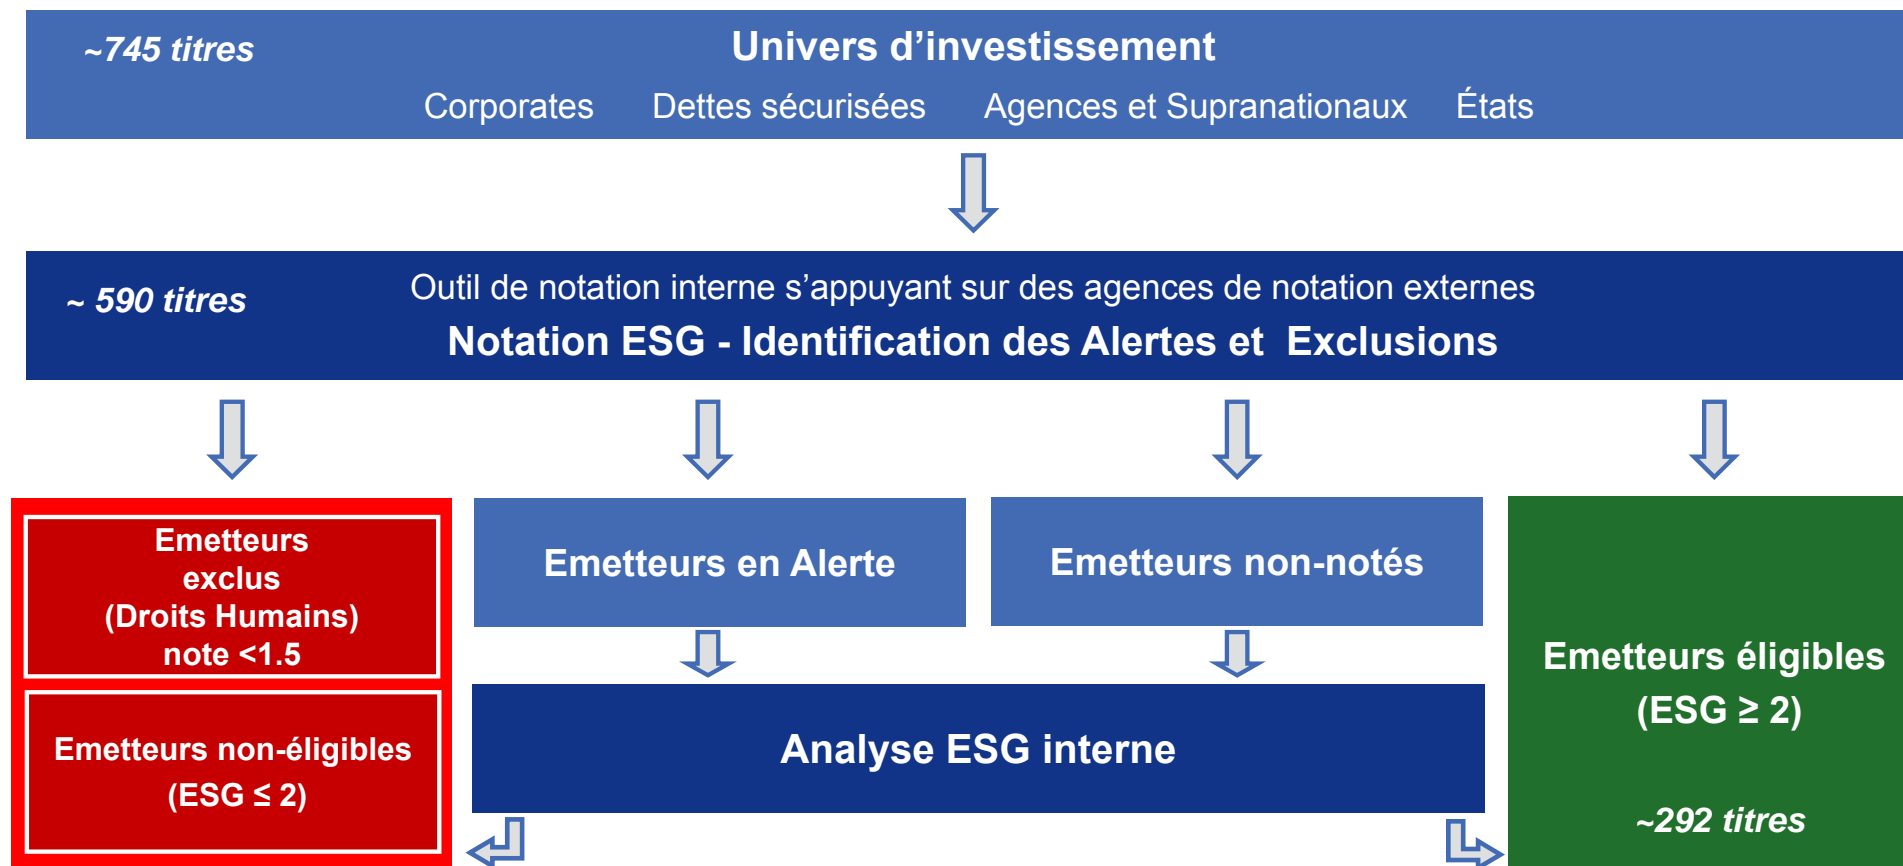 ~745 titres
Univers d’investissement
Corporates Dettes sécurisées Agences et Supranationaux États
~ 590 titres
Outil de notation interne s’appuyant sur des agences de notation externes
Notation ESG - Identification des Alertes et Exclusions
Emetteurs
exclus
(Droits Humains)
note <1.5
Emetteurs non-éligibles
(ESG ≤ 2)
Emetteurs en Alerte
Emetteurs non-notés
Analyse ESG interne
Emetteurs éligibles
(ESG ≥ 2)
~292 titres